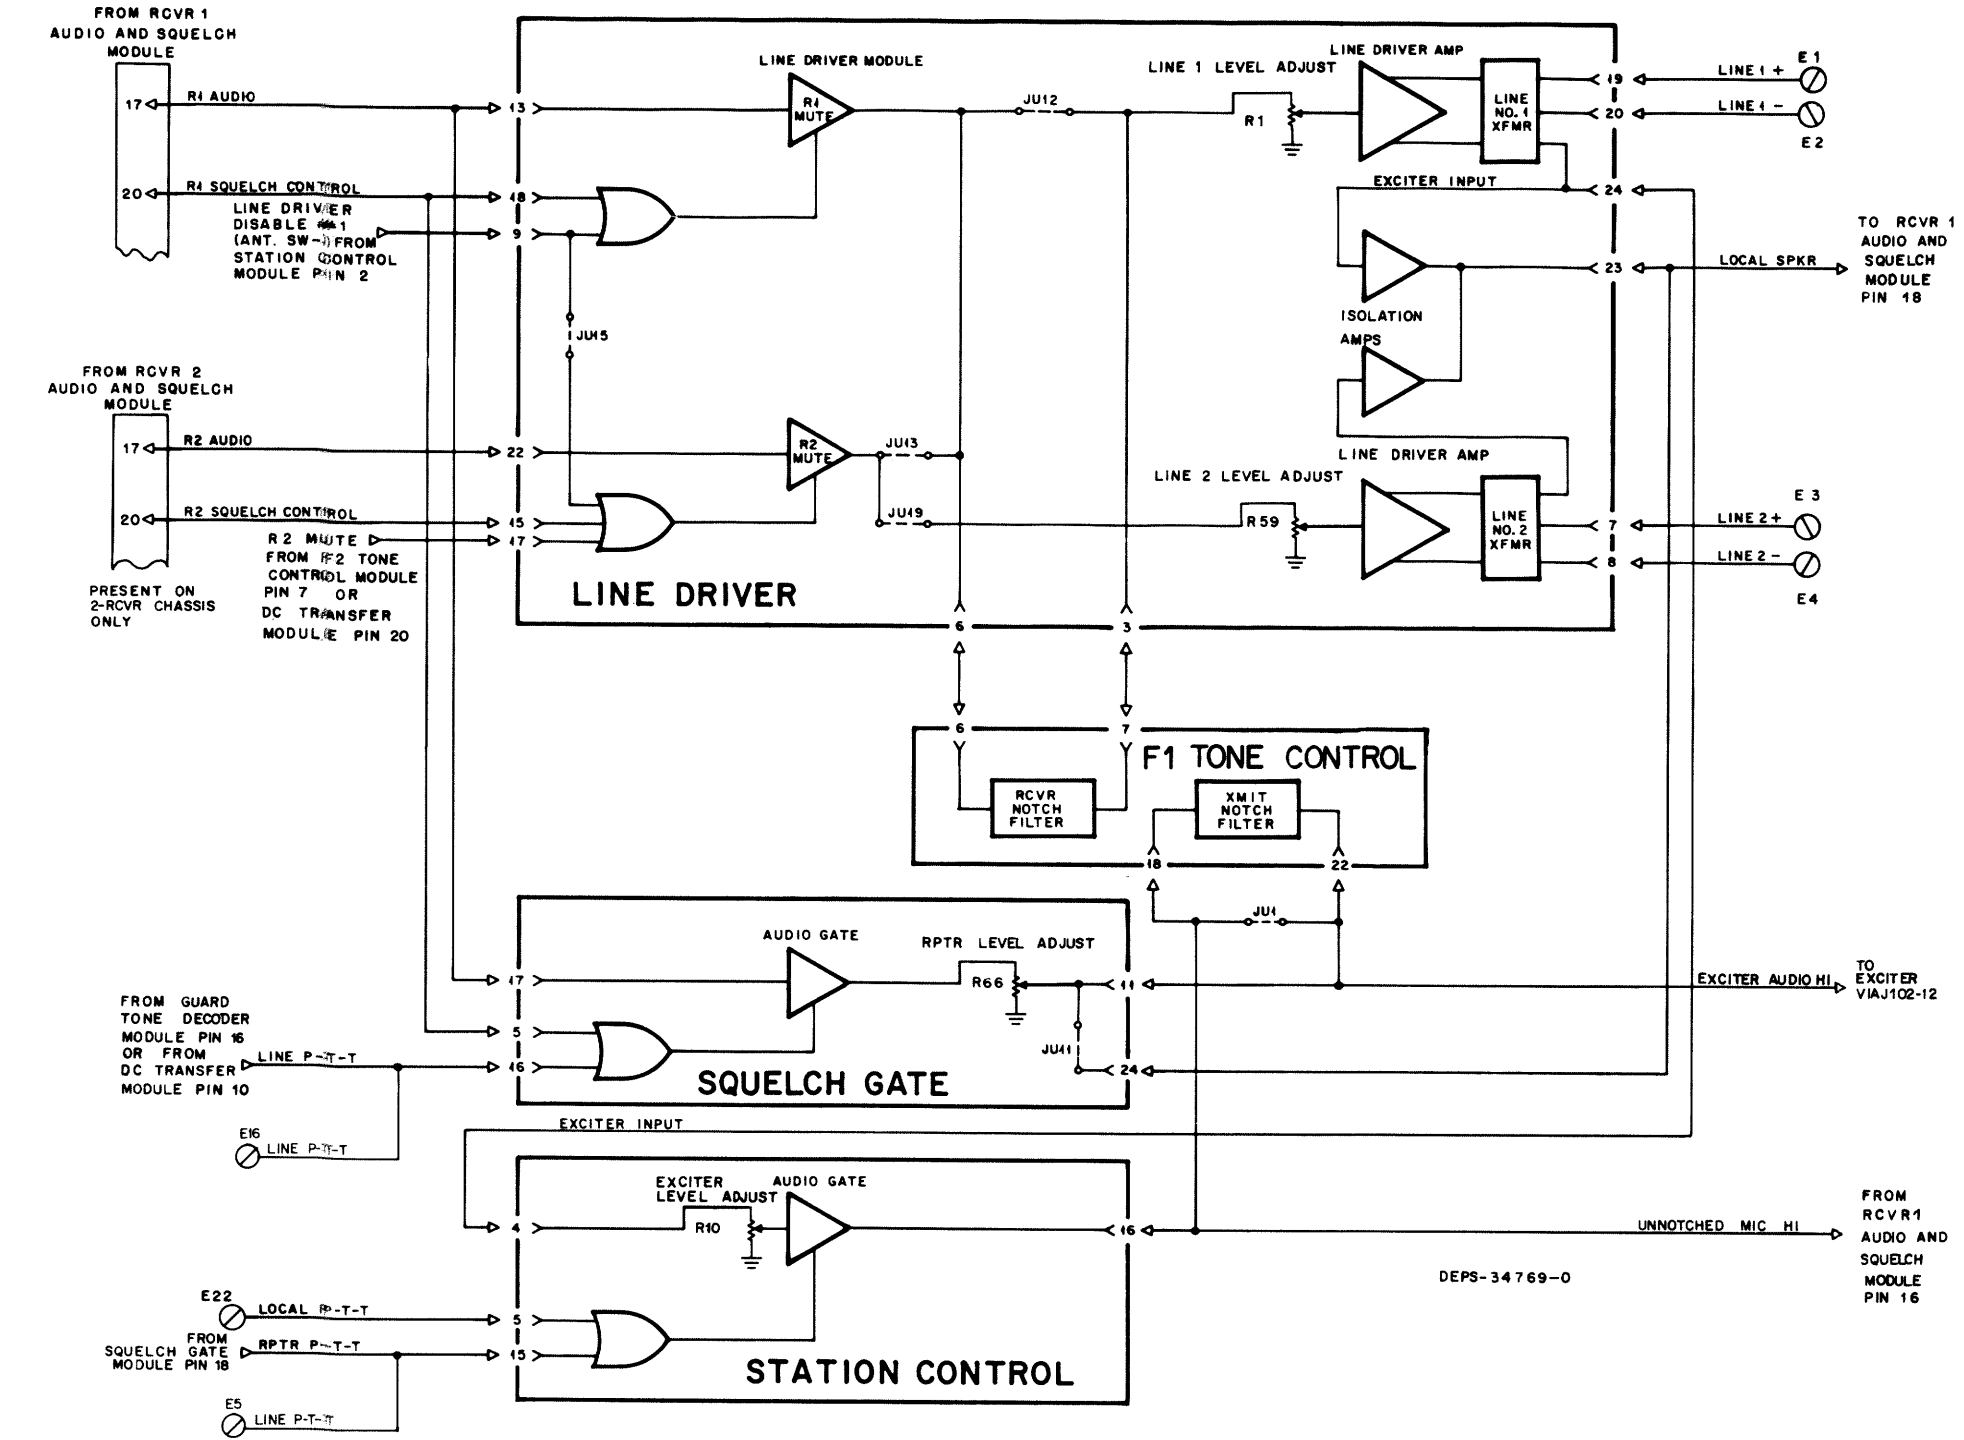 FROM RCVR 1
AUDIO AND SQUELCH
MODULE
17
R1 AUDIO
20
R1 SQUELCH CONTROL
LINE DRIVER
DISABLE 1
(ANT. SW-1) FROM
STATION CONTROL
MODULE PIN 2
FROM RCVR 2
AUDIO AND SQUELCH
MODULE
17
R2 AUDIO
20
R2 SQUELCH CONTROL
R2 MUTE
FROM F2 TONE
CONTROL MODULE
PIN 7 OR
DC TRANSFER
MODULE PIN 20
PRESENT ON
2-RCVR CHASSIS
ONLY
13
18
9
22
15
17
LINE DRIVER MODULE
R1
MUTE
JU15
R2
MUTE
JU12
JU13
JU19
LINE 1 LEVEL ADJUST
R1
LINE DRIVER AMP
LINE
NO. 1
XFMR
EXCITER INPUT
ISOLATION
AMPS
LINE DRIVER AMP
LINE 2 LEVEL ADJUST
R59
LINE
NO. 2
XFMR
LINE DRIVER
6
3
19
20
24
23
7
8
LINE 1 +
E1
LINE 1 -
E2
LOCAL SPKR
TO RCVR 1
AUDIO AND
SQUELCH
MODULE
PIN 18
LINE 2 +
E3
LINE 2 -
E4
6
7
F1 TONE CONTROL
RCVR
NOTCH
FILTER
XMIT
NOTCH
FILTER
18
22
JU1
AUDIO GATE
RPTR LEVEL ADJUST
R66
17
5
16
11
JU11
24
SQUELCH GATE
FROM GUARD
TONE DECODER
MODULE PIN 16
OR FROM
DC TRANSFER
MODULE PIN 10
LINE P-T-T
E16
LINE P-T-T
EXCITER AUDIO HI
TO
EXCITER
VIAJ102-12
EXCITER INPUT
EXCITER
LEVEL ADJUST
AUDIO GATE
R10
4
5
15
16
STATION CONTROL
E22
LOCAL P-T-T
FROM
SQUELCH GATE
MODULE PIN 18
RPTR P-T-T
E5
LINE P-T-T
UNNOTCHED MIC HI
FROM
RCVR1
AUDIO AND
SQUELCH
MODULE
PIN 16
DEPS-34769-0